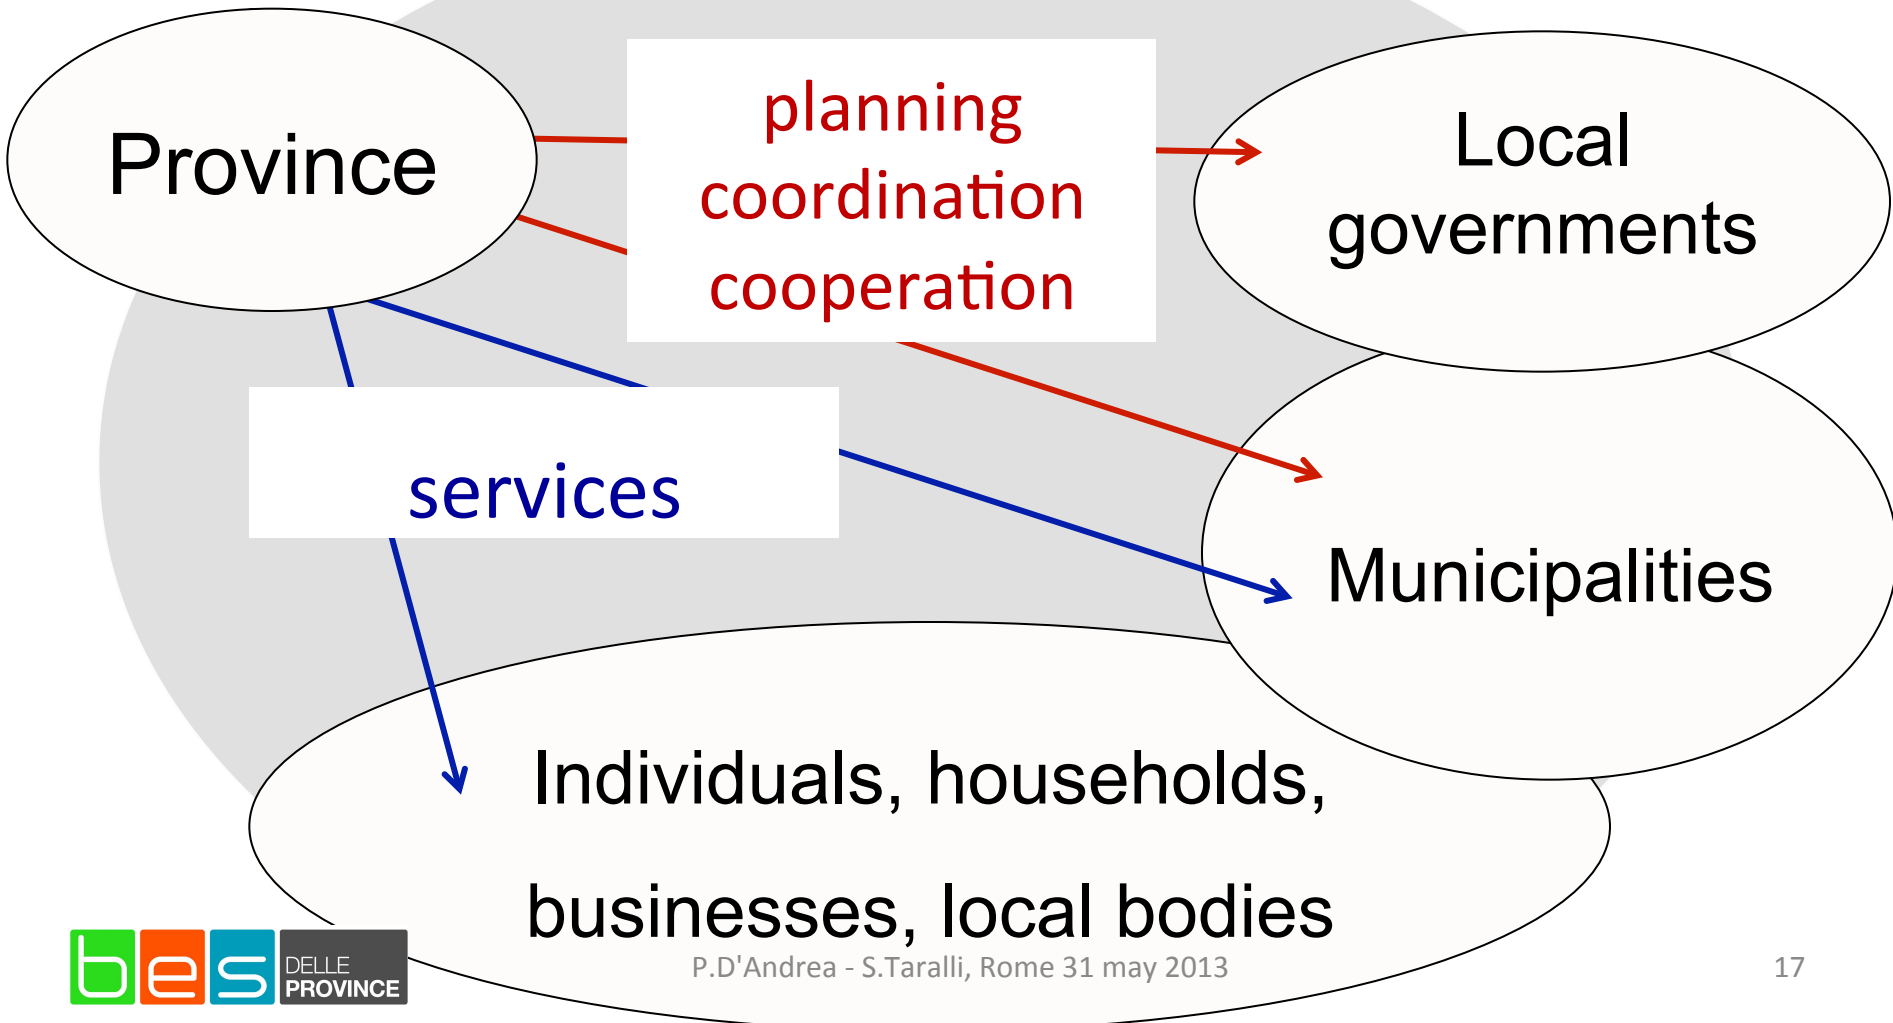 Province
planning
coordination
cooperation
Local
governments
services
Municipalities
Individuals, households,
businesses, local bodies
bes DELLE
PROVINCE
P.D'Andrea - S.Taralli, Rome 31 may 2013
17